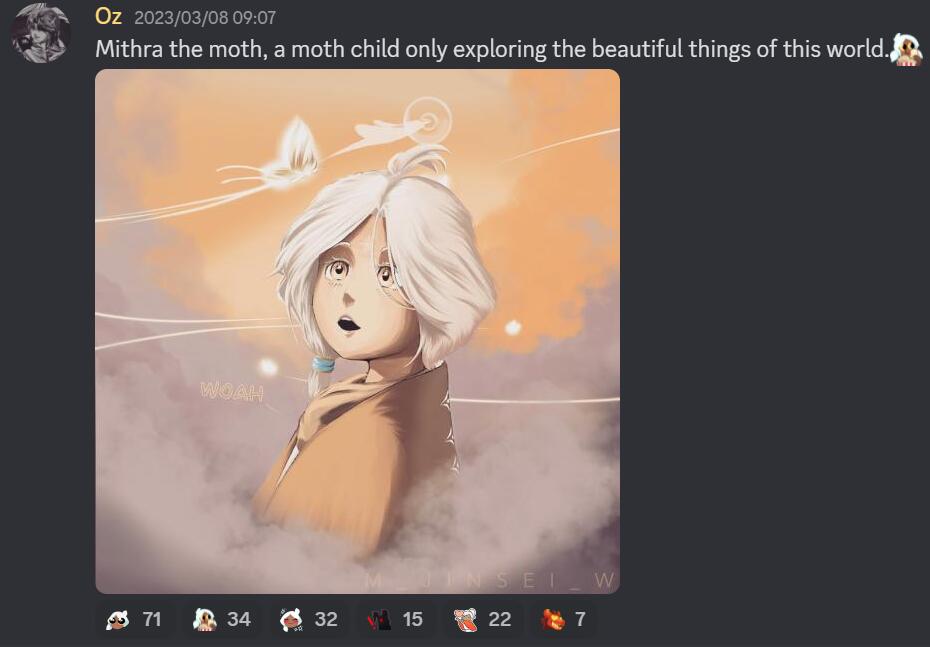 Oz 2023/03/08 09:07
Mithra the moth, a moth child only exploring the beautiful things of this world.
WOAH
M_JINSEI_W
71 34 32 15 22 7